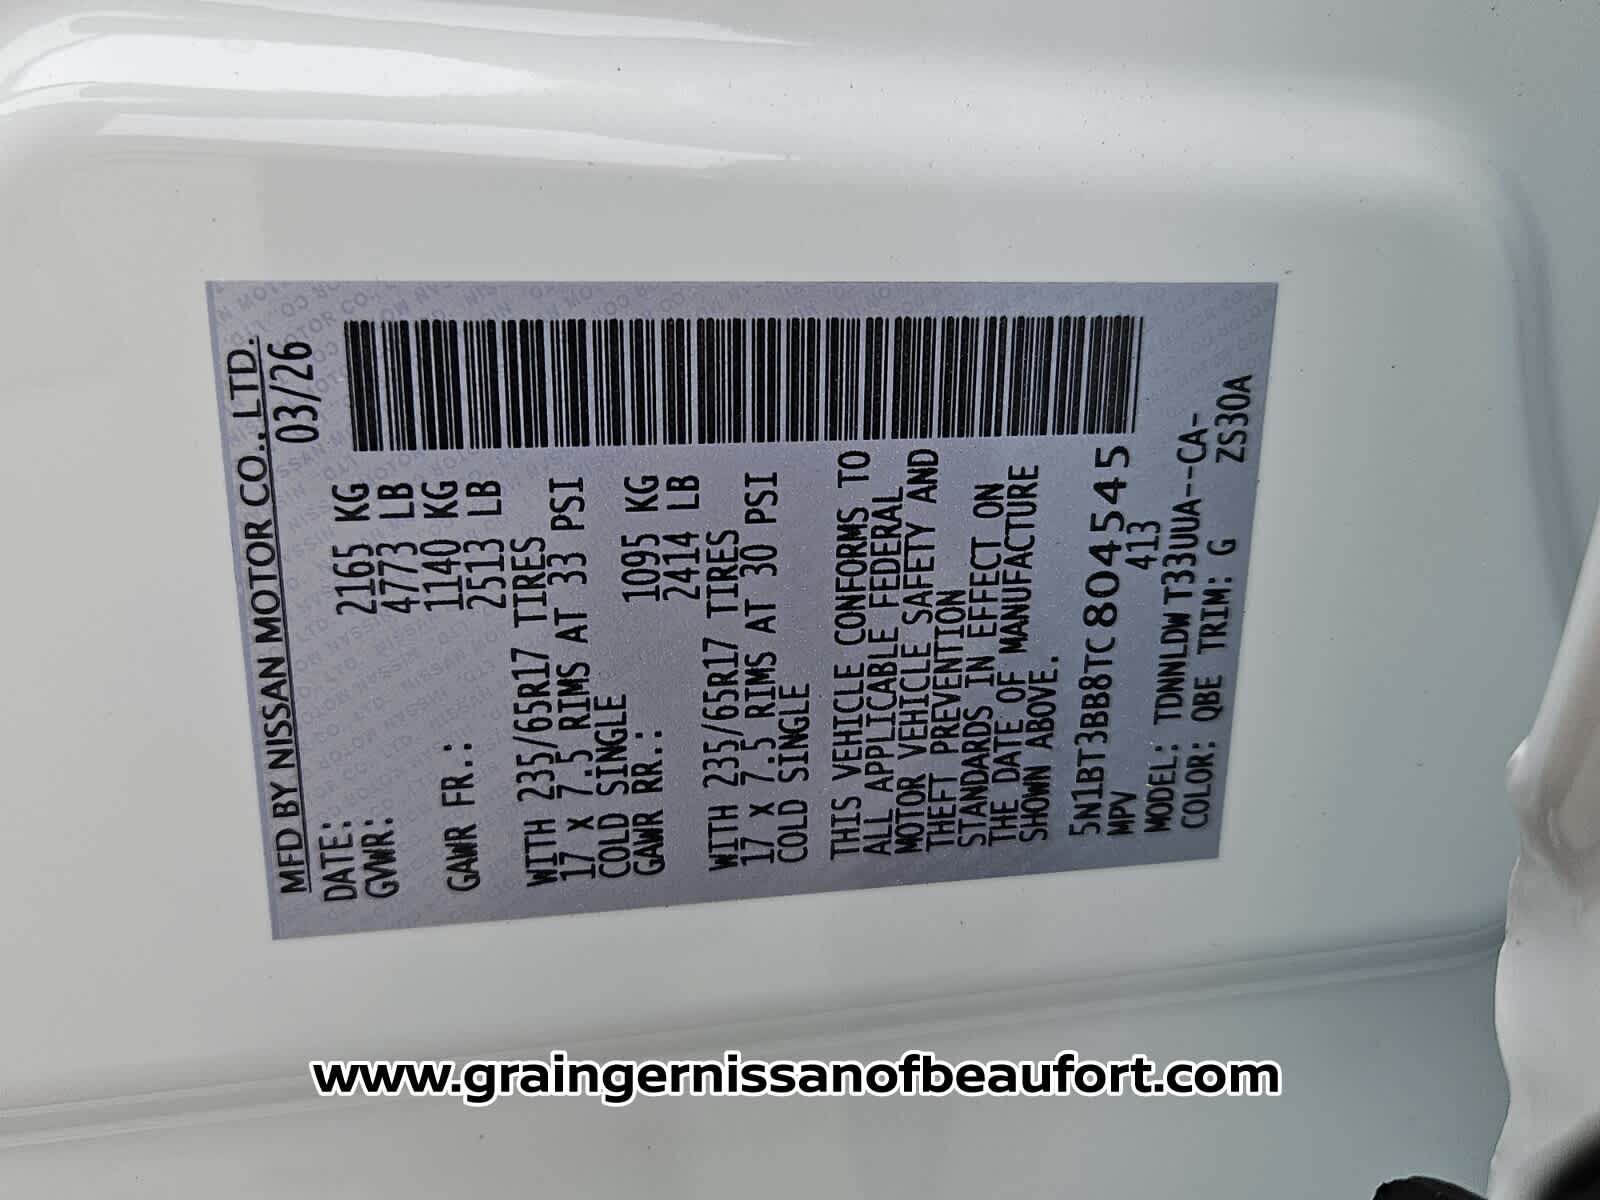 MFD BY NISSAN MOTOR CO., LTD.
DATE: 03/26
GVWR: 2165 KG
4773 LB
GAWR FR.: 1140 KG
2513 LB
WITH 235/65R17 TIRES
17 X 7.5 RIMS AT 33 PSI
COLD SINGLE
GAWR RR.: 1095 KG
2414 LB
WITH 235/65R17 TIRES
17 X 7.5 RIMS AT 30 PSI
COLD SINGLE
THIS VEHICLE CONFORMS TO
ALL APPLICABLE FEDERAL
MOTOR VEHICLE SAFETY AND
THEFT PREVENTION
STANDARDS IN EFFECT ON
THE DATE OF MANUFACTURE
SHOWN ABOVE.
5N1BT3BB8TC804545
MPV 413
MODEL: TDNNLDW T33UUA--CA-
COLOR: QBE TRIM: G ZS30A
www.graingernissanofbeaufort.com